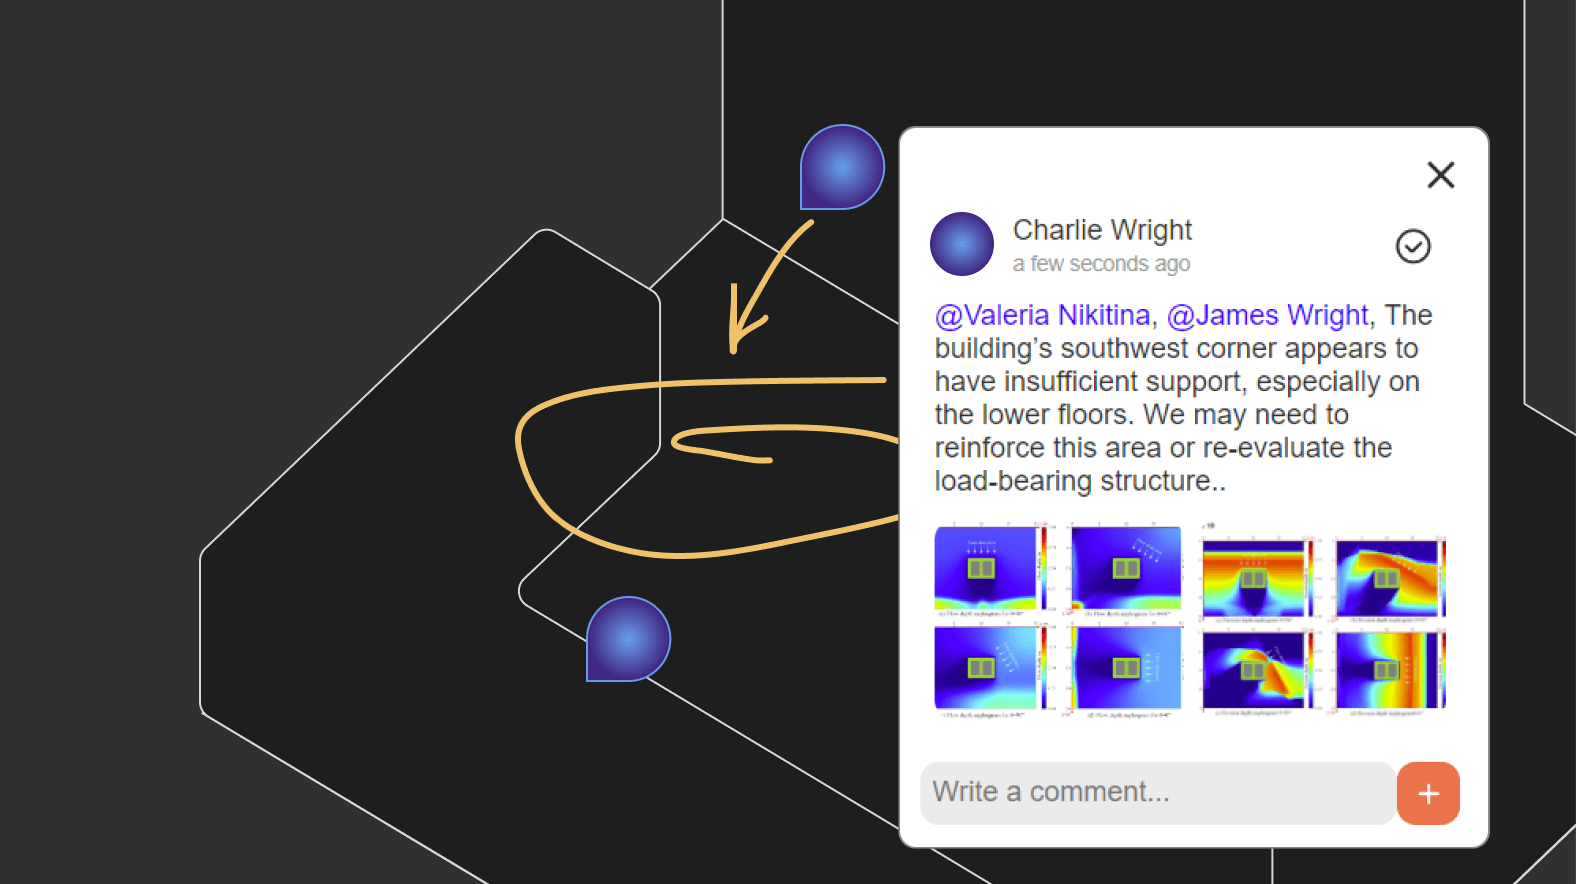 Charlie Wright
a few seconds ago
@Valeria Nikitina, @James Wright, The
building’s southwest corner appears to
have insufficient support, especially on
the lower floors. We may need to
reinforce this area or re-evaluate the
load-bearing structure..
Write a comment...